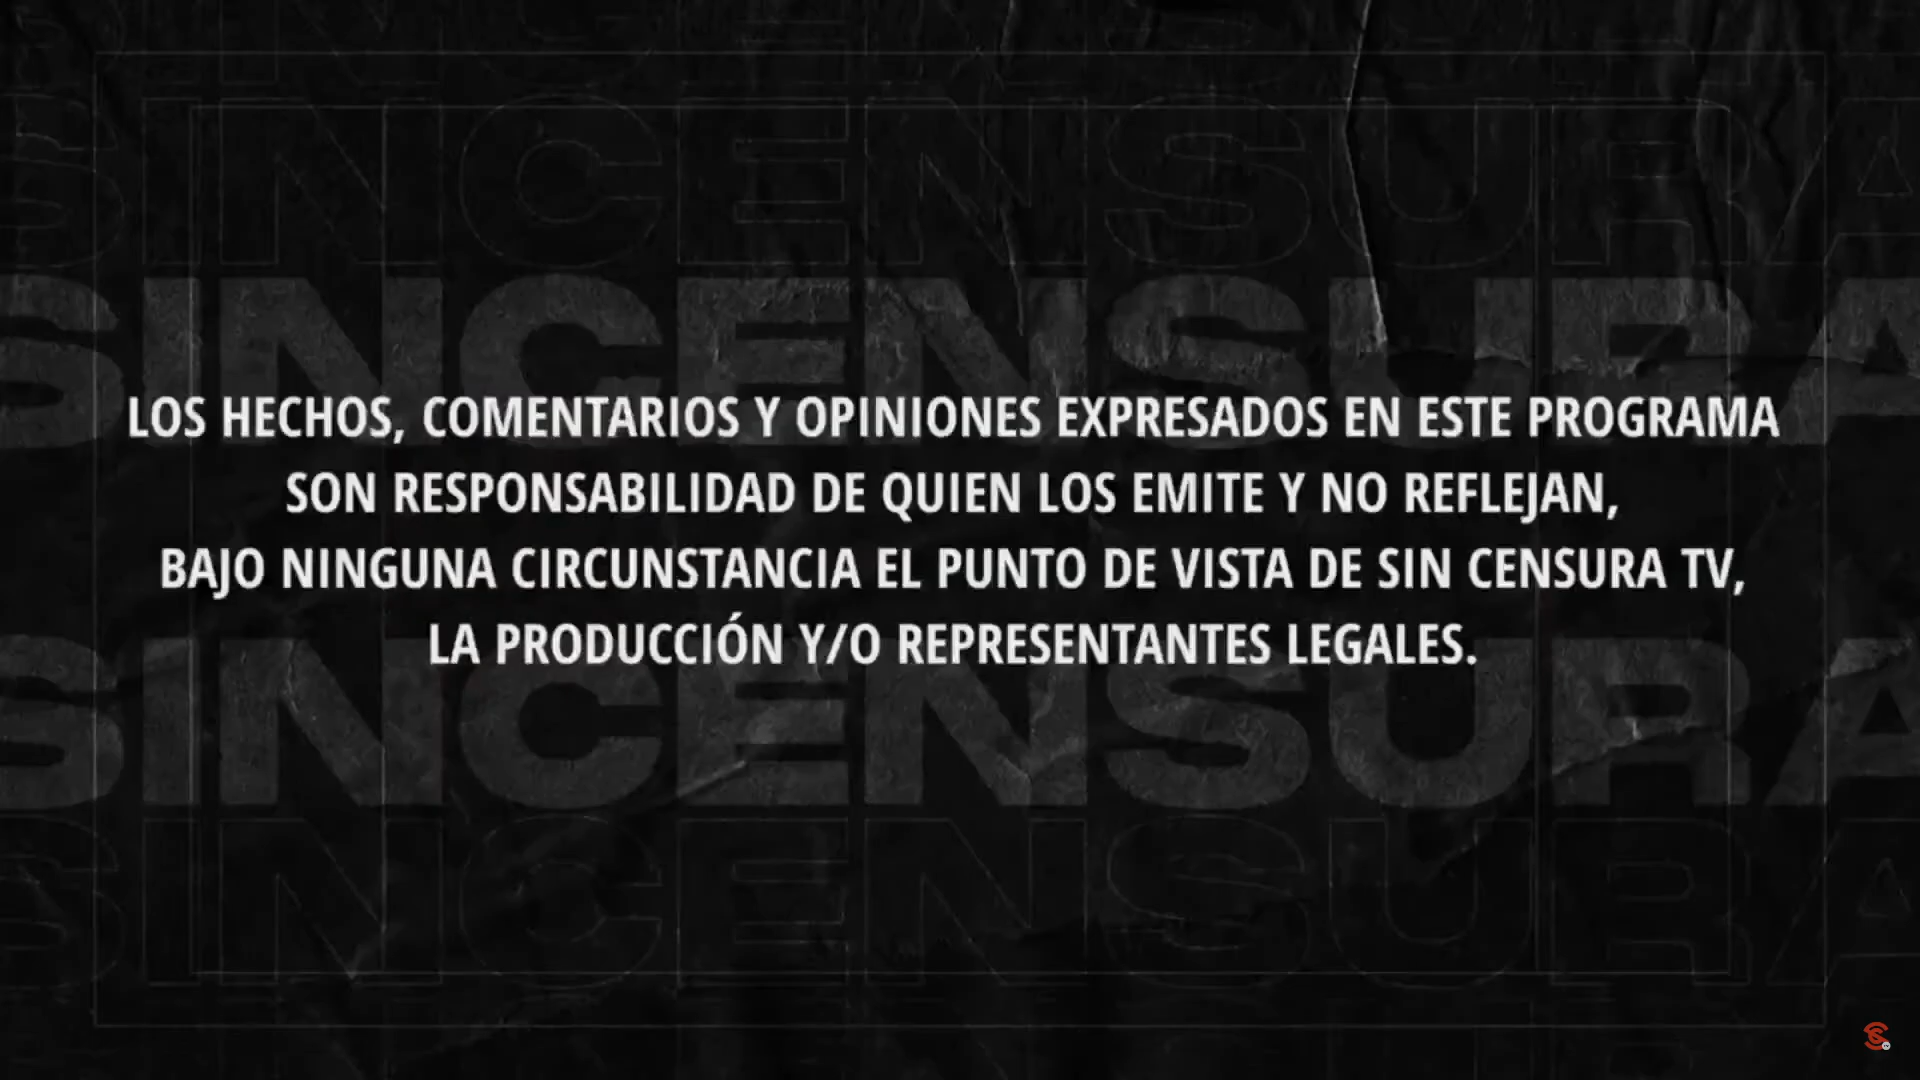 SINCENSURA
SINCENSURA
LOS HECHOS, COMENTARIOS Y OPINIONES EXPRESADOS EN ESTE PROGRAMA
SON RESPONSABILIDAD DE QUIEN LOS EMITE Y NO REFLEJAN,
BAJO NINGUNA CIRCUNSTANCIA EL PUNTO DE VISTA DE SIN CENSURA TV,
LA PRODUCCIÓN Y/O REPRESENTANTES LEGALES.
SINCENSURA
SINCENSURA